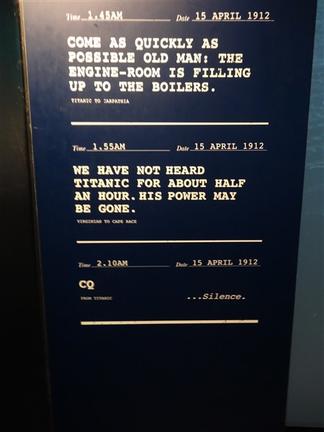 Time 1.45AM Date 15 APRIL 1912
COME AS QUICKLY AS
POSSIBLE OLD MAN: THE
ENGINE-ROOM IS FILLING
UP TO THE BOILERS.
TITANIC TO CARPATHIA
Time 1.55AM Date 15 APRIL 1912
WE HAVE NOT HEARD
TITANIC FOR ABOUT HALF
AN HOUR. HIS POWER MAY
BE GONE.
VIRGINIAN TO CAPE RACE
Time 2.10AM Date 15 APRIL 1912
CQ
FROM TITANIC ...Silence.